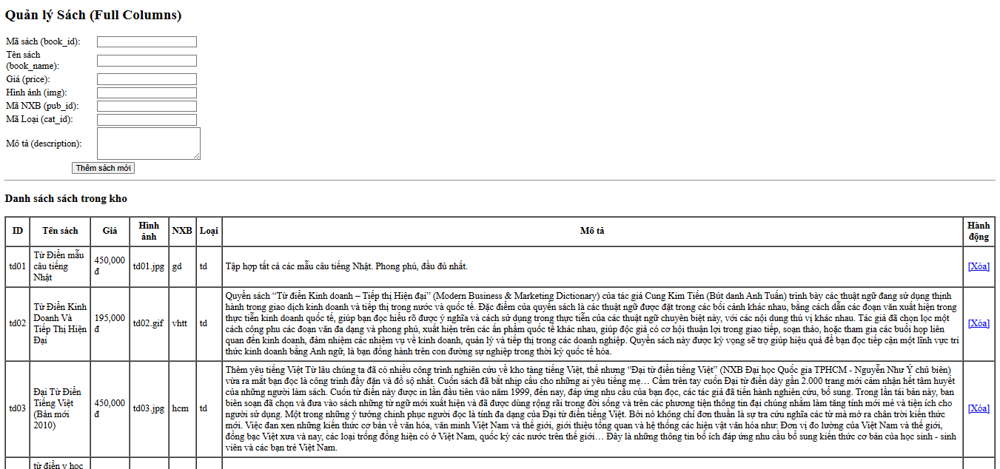 Quản lý Sách (Full Columns)
Mã sách (book_id):
Tên sách
(book_name):
Giá (price):
Hình ảnh (img):
Mã NXB (pub_id):
Mã Loại (cat_id):
Mô tả (description):
Thêm sách mới
Danh sách sách trong kho
ID Tên sách Giá Hình ảnh NXB Loại Mô tả Hành động
td01
Từ Điển mẫu
câu tiếng
Nhật
450,000
đ
td01.jpg
gd
td
Tập hợp tất cả các mẫu câu tiếng Nhật. Phong phú, đầu đủ nhất.
[Xóa]
td02
Từ Điển Kinh
Doanh Và
Tiếp Thị Hiện
Đại
195,000
đ
td02.gif
vhtt
td
Quyển sách “Từ điển Kinh doanh – Tiếp thị Hiện đại” (Modern Business & Marketing Dictionary) của tác giả Cung Kim Tiến (Bút danh Anh Tuấn) trình bày các thuật ngữ đang sử dụng thịnh
hành trong giao dịch kinh doanh và tiếp thị trong nước và quốc tế. Đặc điểm của quyển sách là các thuật ngữ được đặt trong các bối cảnh khác nhau, bằng cách dẫn các đoạn văn xuất hiện trong
thực tiễn kinh doanh quốc tế, giúp bạn đọc hiểu rõ được ý nghĩa và cách sử dụng trong thực tiễn của các thuật ngữ chuyên biệt này, với các nội dung thú vị khác nhau. Tác giả đã chọn lọc một
cách công phu các đoạn văn đa dạng và phong phú, xuất hiện trên các ấn phẩm quốc tế khác nhau, giúp độc giả có cơ hội thuận lợi trong giao tiếp, soạn thảo, hoặc tham gia các buổi họp liên
quan đến kinh doanh, đảm nhiệm các nhiệm vụ về kinh doanh, quản lý và tiếp thị trong các doanh nghiệp. Quyển sách này được kỳ vọng sẽ trợ giúp hiệu quả để bạn đọc tiếp cận một lĩnh vực tri
thức kinh doanh bằng Anh ngữ, là bạn đồng hành trên con đường sự nghiệp trong thời kỳ quốc tế hóa.
[Xóa]
td03
Đại Từ Điển
Tiếng Việt
(Bản mới
2010)
450,000
đ
td03.jpg
hcm
td
Thêm yêu tiếng Việt Từ lâu chúng ta đã có nhiều công trình nghiên cứu về kho tàng tiếng Việt, thế nhưng “Đại từ điển tiếng Việt” (NXB Đại học Quốc gia TPHCM - Nguyễn Như Ý chủ biên)
vừa ra mắt bạn đọc là công trình đầy đặn và đồ sộ nhất. Cuốn sách đã bắt nhịp cầu cho những ai yêu tiếng mẹ… Cầm trên tay cuốn Đại từ điển dày gần 2.000 trang mới cảm nhận hết tâm huyết
của những người làm sách. Cuốn từ điển này được in lần đầu tiên vào năm 1999, đến nay, đáp ứng nhu cầu của bạn đọc, các tác giả đã tiến hành nghiên cứu, bổ sung. Trong lần tái bản này, ban
biên soạn đã chọn và đưa vào sách những từ ngữ mới xuất hiện và đã được dùng rộng rãi trong đời sống và trên các phương tiện thông tin đại chúng nhằm làm tăng tính mới mẻ và tiện ích cho
người sử dụng. Một trong những ý tưởng chinh phục người đọc là tính đa dạng của Đại từ điển tiếng Việt. Bởi nó không chỉ đơn thuần là sự tra cứu nghĩa các từ mà mở ra chân trời kiến thức
mới. Việc đan xen những kiến thức cơ bản về văn hóa, văn minh Việt Nam và thế giới, giới thiệu tổng quan và hệ thống các hiện vật văn hóa như: Đơn vị đo lường của Việt Nam và thế giới,
đồng bạc Việt xưa và nay, các loại trống đồng hiện có ở Việt Nam, quốc kỳ các nước trên thế giới… Đây là những thông tin bổ ích đáp ứng nhu cầu bổ sung kiến thức cơ bản của học sinh - sinh
viên và các bạn trẻ Việt Nam.
[Xóa]
từ điển y học